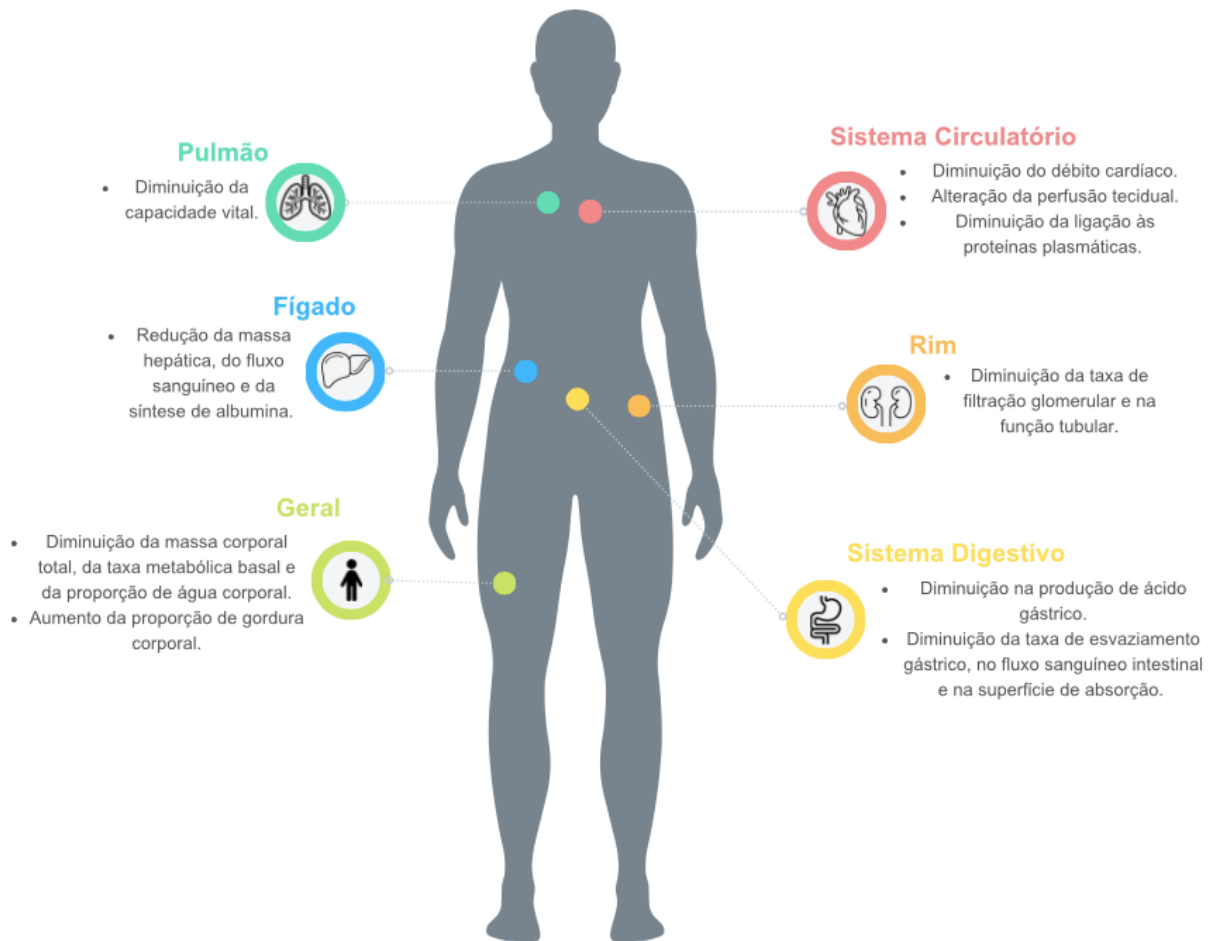 Pulmão
• Diminuição da
capacidade vital.
Fígado
• Redução da massa
hepática, do fluxo
sanguíneo e da
síntese de albumina.
Geral
• Diminuição da massa corporal
total, da taxa metabólica basal e
da proporção de água corporal.
• Aumento da proporção de gordura
corporal.
Sistema Circulatório
• Diminuição do débito cardíaco.
• Alteração da perfusão tecidual.
• Diminuição da ligação às
proteínas plasmáticas.
Rim
• Diminuição da taxa de
filtração glomerular e na
função tubular.
Sistema Digestivo
• Diminuição na produção de ácido
gástrico.
• Diminuição da taxa de esvaziamento
gástrico, no fluxo sanguíneo intestinal
e na superfície de absorção.